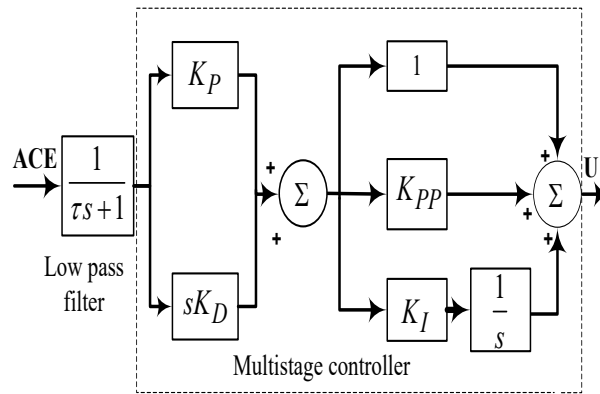 ACE
1
τs+1
Low pass
filter
K_P
sK_D
+
+
Σ
1
K_PP
K_I
1
s
+
+
+
Σ
U
Multistage controller